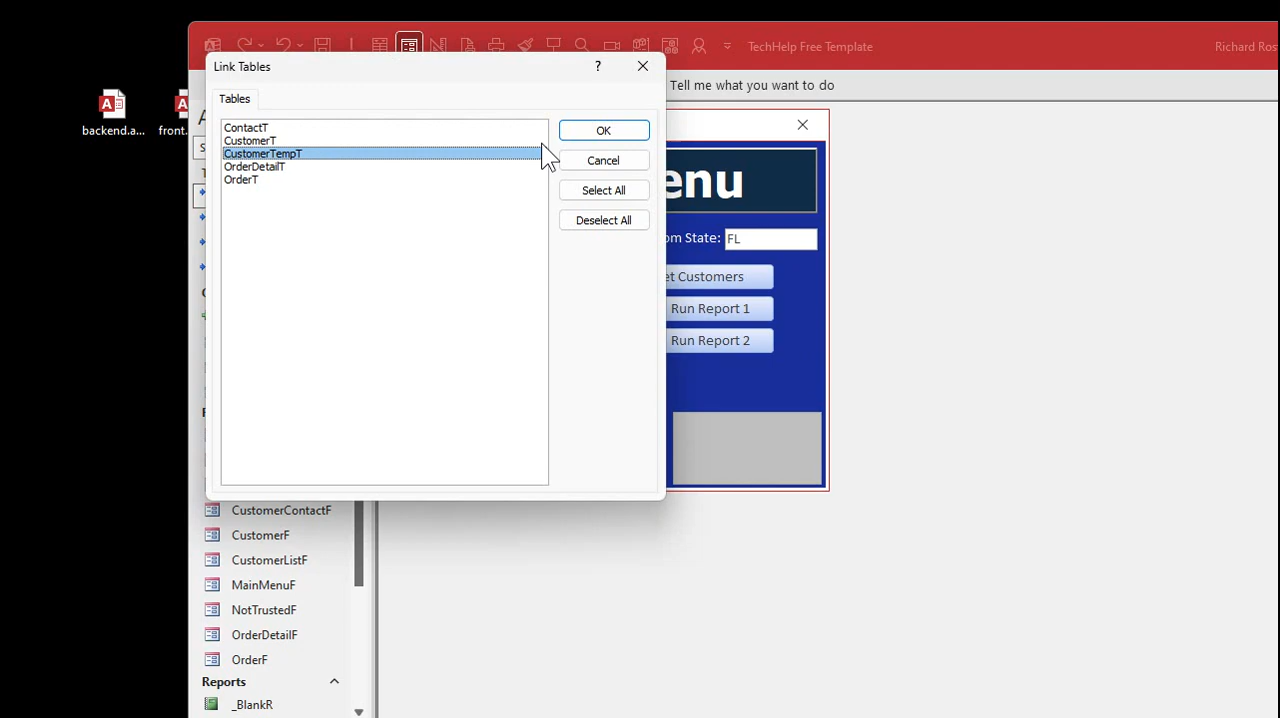 TechHelp Free Template
Richard Ros
Link Tables
?
Tell me what you want to do
Tables
ContactT
CustomerT
CustomerTempT
OrderDetailT
OrderT
OK
Cancel
Select All
Deselect All
backend.a...
front.
enu
om State:
FL
et Customers
Run Report 1
Run Report 2
CustomerContactF
CustomerF
CustomerListF
MainMenuF
NotTrustedF
OrderDetailF
OrderF
Reports
_BlankR